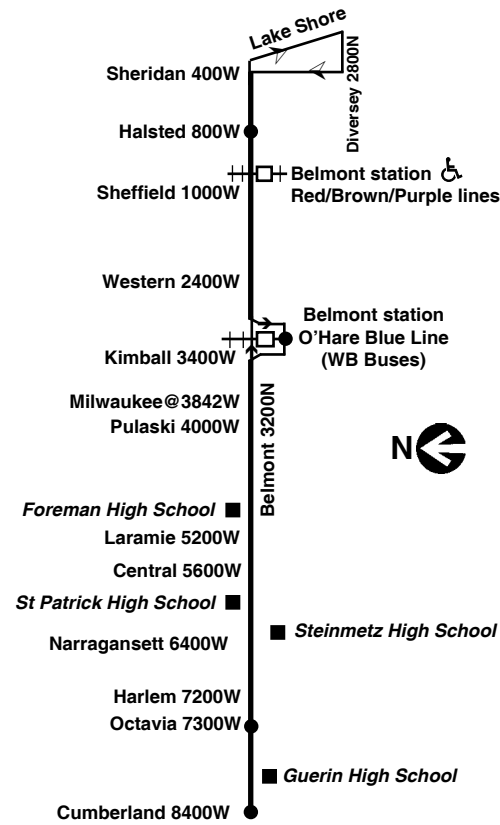 Lake Shore
Sheridan 400W
Diversey 2800N
Halsted 800W
Belmont station
Red/Brown/Purple lines
Sheffield 1000W
Western 2400W
Belmont station
O'Hare Blue Line
(WB Buses)
Kimball 3400W
Milwaukee@3842W
Pulaski 4000W
Belmont 3200N
N
Foreman High School
Laramie 5200W
Central 5600W
St Patrick High School
Steinmetz High School
Narragansett 6400W
Harlem 7200W
Octavia 7300W
Guerin High School
Cumberland 8400W